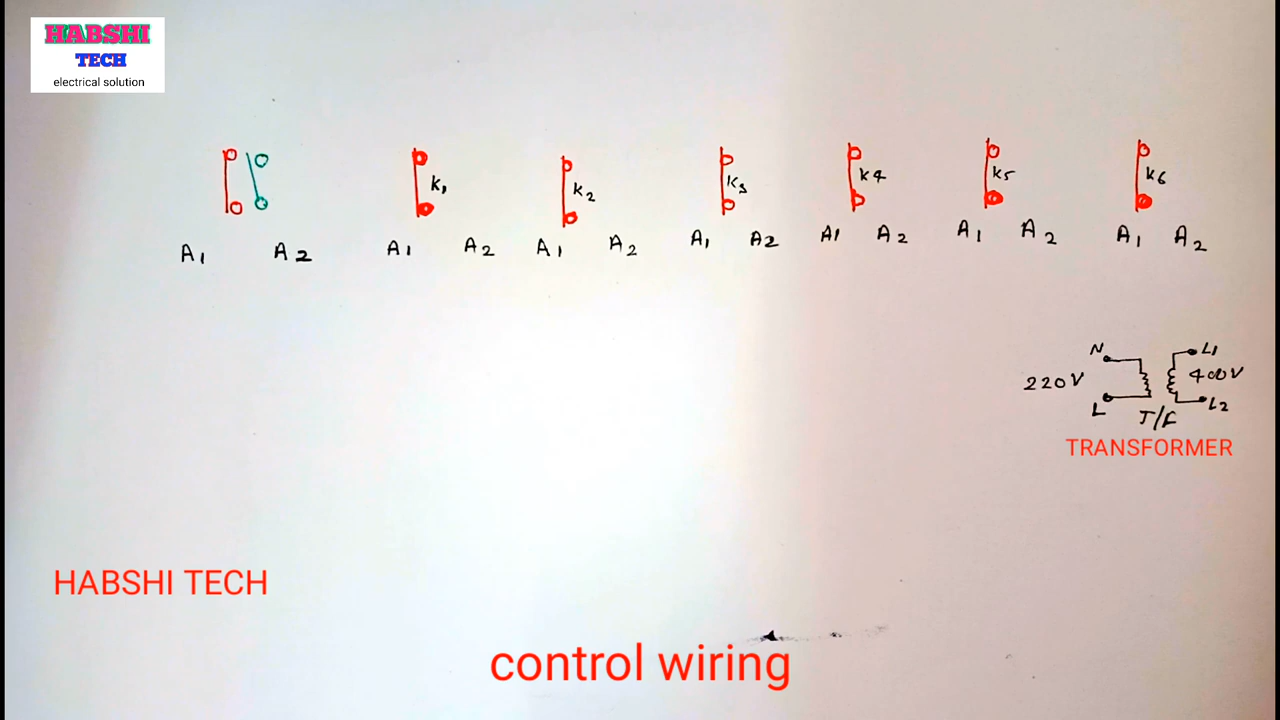 HABSHI
TECH
electrical solution
K1 K2 K3 K4 K5 K6
A1 A2 A1 A2 A1 A2 A1 A2 A1 A2 A1 A2 A1 A2
N L1
220V 400V
L L2
T/F
TRANSFORMER
HABSHI TECH
control wiring